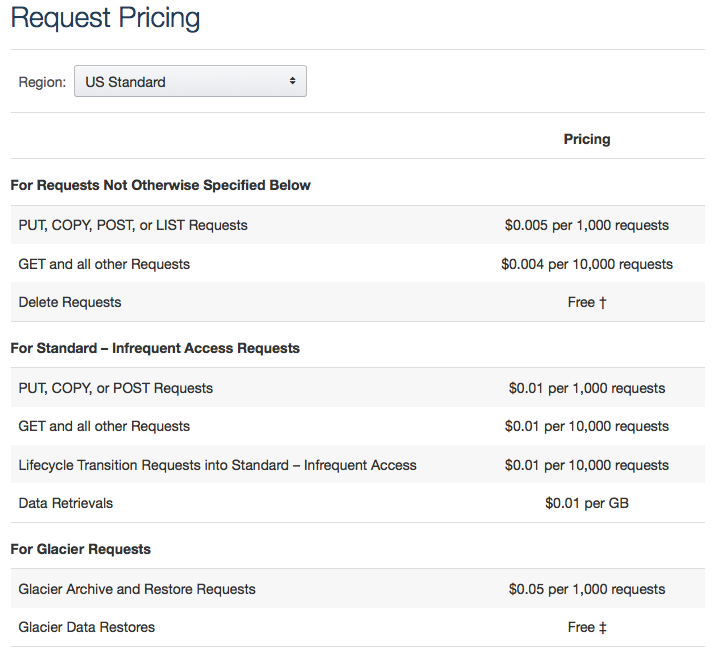 Request Pricing
Region: US Standard
Pricing
For Requests Not Otherwise Specified Below
PUT, COPY, POST, or LIST Requests $0.005 per 1,000 requests
GET and all other Requests $0.004 per 10,000 requests
Delete Requests Free †
For Standard – Infrequent Access Requests
PUT, COPY, or POST Requests $0.01 per 1,000 requests
GET and all other Requests $0.01 per 10,000 requests
Lifecycle Transition Requests into Standard – Infrequent Access $0.01 per 10,000 requests
Data Retrievals $0.01 per GB
For Glacier Requests
Glacier Archive and Restore Requests $0.05 per 1,000 requests
Glacier Data Restores Free ‡